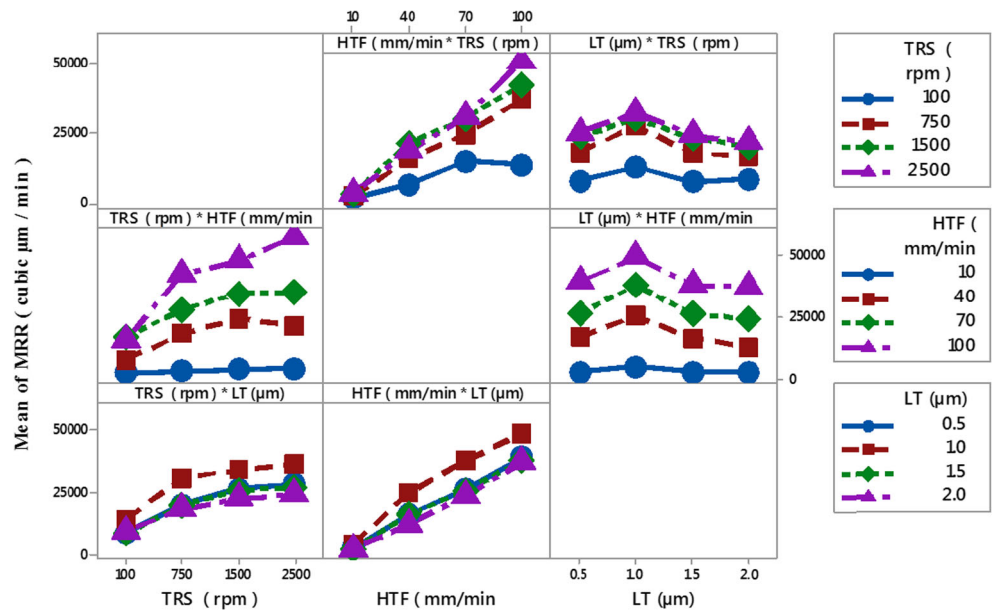 10 40 70 100
HTF ( mm/min * TRS ( rpm )
LT (µm) * TRS ( rpm )
50000
25000
0
TRS ( rpm )
100
750
1500
2500
Mean of MRR ( cubic µm / min )
TRS ( rpm) * HTF ( mm/min
LT (µm) * HTF ( mm/min
50000
25000
0
HTF ( mm/min
10
40
70
100
TRS ( rpm) * LT (µm)
HTF ( mm/min * LT (µm)
50000
25000
0
LT (µm)
0.5
10
15
2.0
100 750 1500 2500
0.5 1.0 1.5 2.0
TRS ( rpm)
HTF ( mm/min
LT (µm)